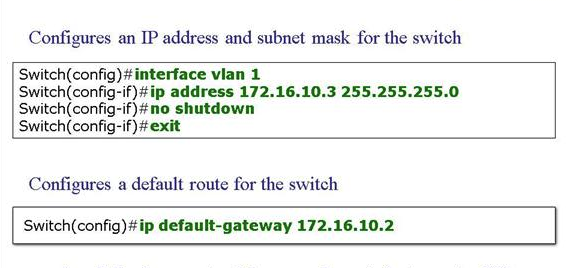 Configures an IP address and subnet mask for the switch
Switch(config)#interface vlan 1
Switch(config-if)#ip address 172.16.10.3 255.255.255.0
Switch(config-if)#no shutdown
Switch(config-if)#exit
Configures a default route for the switch
Switch(config)#ip default-gateway 172.16.10.2